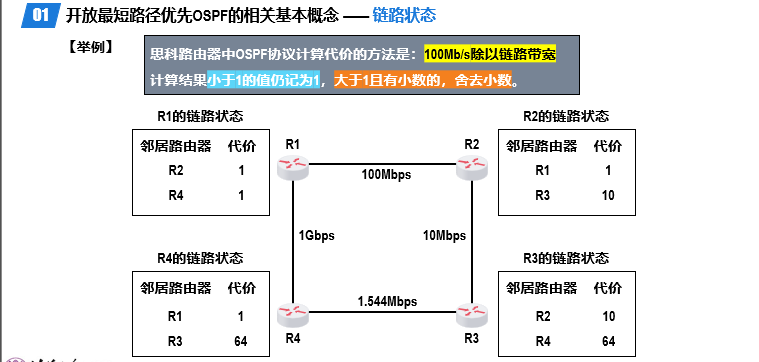 01 开放最短路径优先OSPF的相关基本概念 —— 链路状态
【举例】
思科路由器中OSPF协议计算代价的方法是：100Mb/s除以链路带宽
计算结果小于1的值仍记为1，大于1且有小数的，舍去小数。
R1的链路状态
邻居路由器 代价
R2 1
R4 1
R2的链路状态
邻居路由器 代价
R1 1
R3 10
R1
R2
100Mbps
1Gbps
10Mbps
1.544Mbps
R4
R3
R4的链路状态
邻居路由器 代价
R1 1
R3 64
R3的链路状态
邻居路由器 代价
R2 10
R4 64